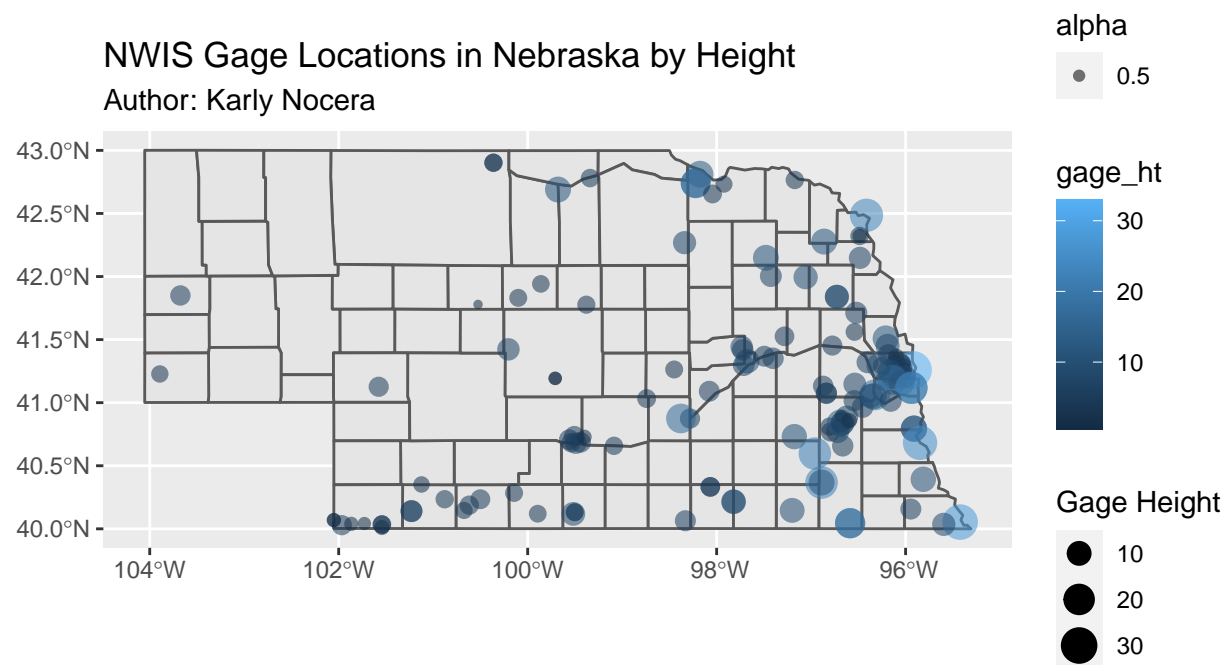 NWIS Gage Locations in Nebraska by Height
Author: Karly Nocera
43.0°N
42.5°N
42.0°N
41.5°N
41.0°N
40.5°N
40.0°N
104°W
102°W
100°W
98°W
96°W
alpha
0.5
gage_ht
30
20
10
Gage Height
10
20
30